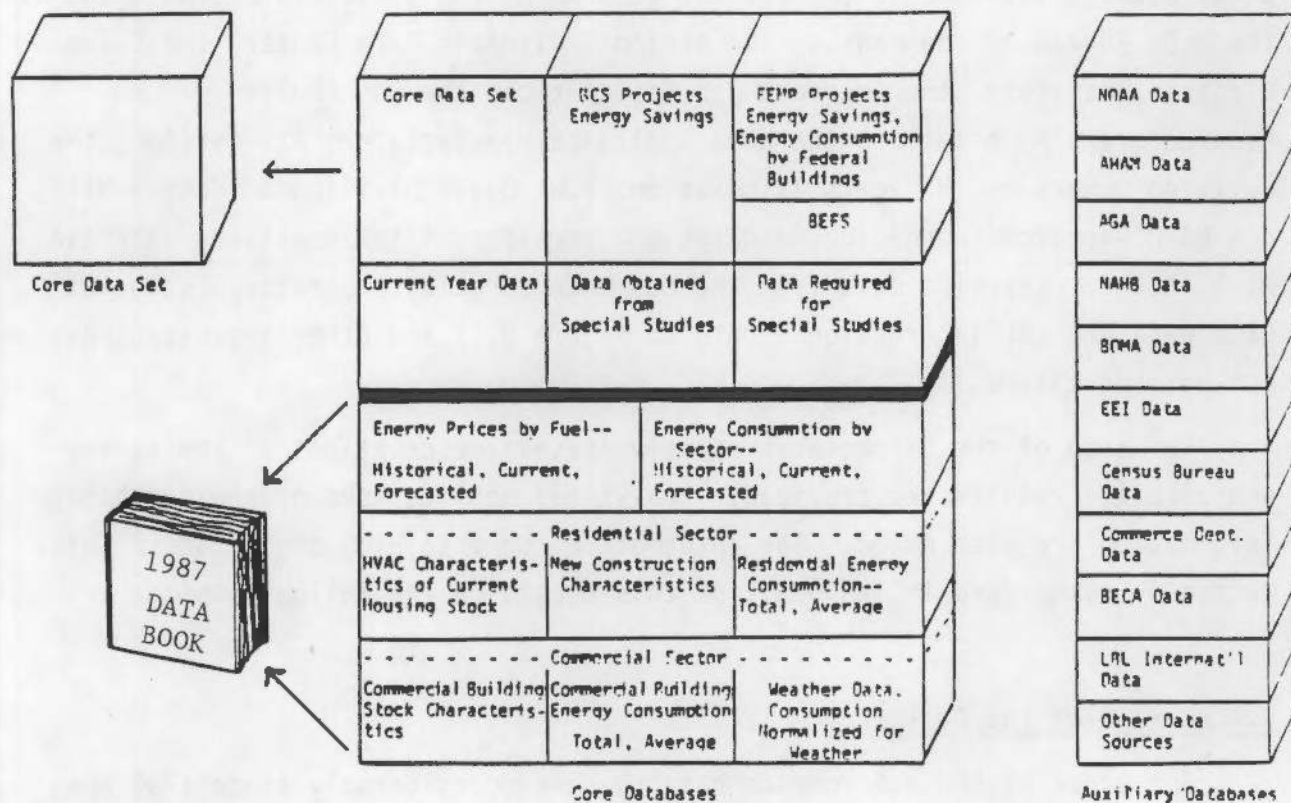 Core Data Set
1987
DATA
BOOK
Core Data Set
Projects
Energy Savings
Projects
Energy Savings,
by Federal
Buildings
BEFS
Current Year Data
Data Obtained
from
Special Studies
Data Required
for
Special Studies
Energy Prices by Fuel--
Historical, Current,
Forecasted
Energy Consumption by
Sector--
Historical, Current,
Forecasted
Residential Sector
HVAC Characteris-
tics of Current
Housing Stock
New Construction
Characteristics
Residential Energy
Consumption--
Total, Average
Commercial Sector
Commercial Building
Stock Characteris-
tics
Commercial Building
Energy Consumption
Total, Average
Weather Data,
Consumption
Normalized for
Weather
Core Databases
NOAA Data
AHAM Data
AGA Data
NAHB Data
BOMA Data
EEI Data
Census Bureau
Data
Commerce Dept.
Data
BECA Data
LBL Internat'l
Data
Other Data
Sources
Auxiliary Databases